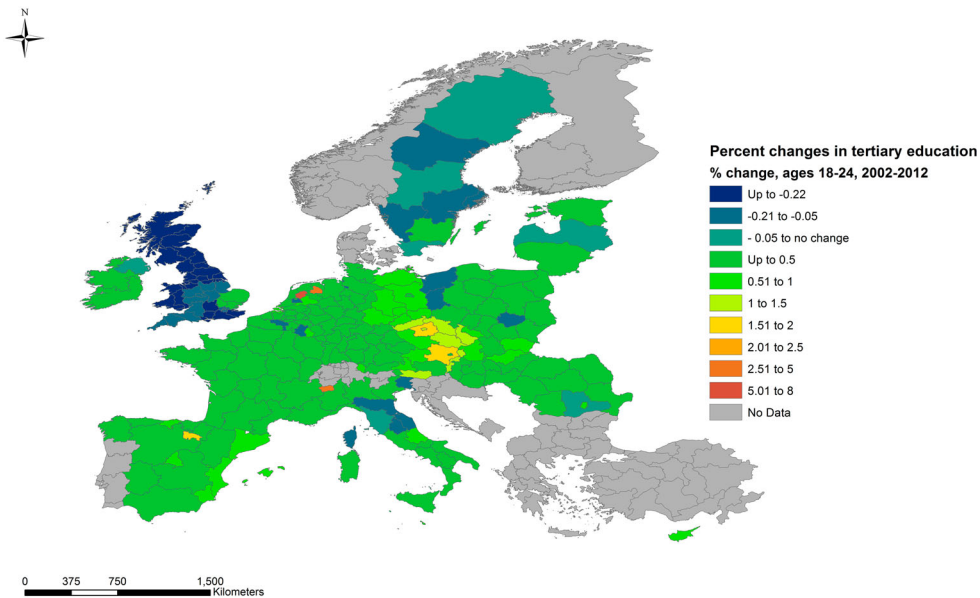 N
Percent changes in tertiary education
% change, ages 18-24, 2002-2012
Up to -0.22
-0.21 to -0.05
- 0.05 to no change
Up to 0.5
0.51 to 1
1 to 1.5
1.51 to 2
2.01 to 2.5
2.51 to 5
5.01 to 8
No Data
0 375 750 1,500
Kilometers